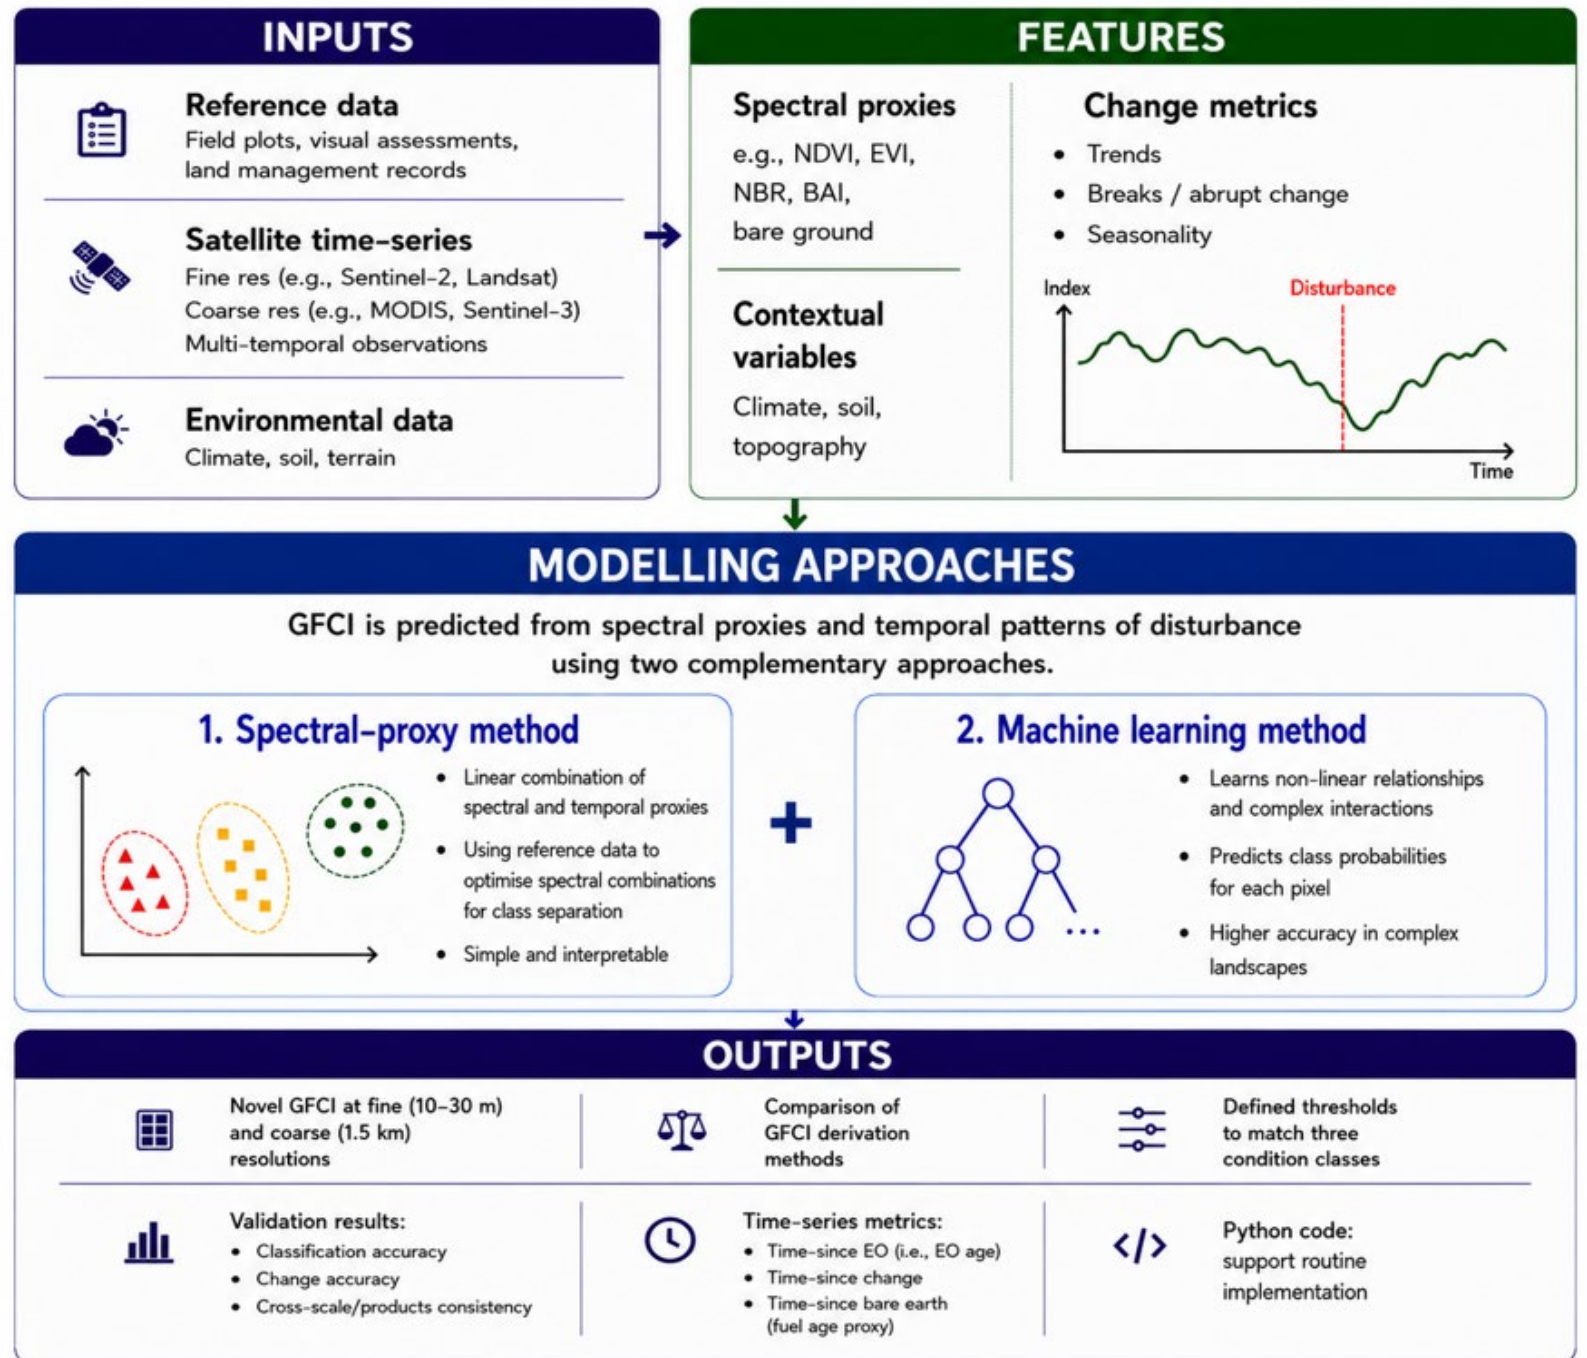 INPUTS
Reference data
Field plots, visual assessments,
land management records
Satellite time-series
Fine res (e.g., Sentinel-2, Landsat)
Coarse res (e.g., MODIS, Sentinel-3)
Multi-temporal observations
Environmental data
Climate, soil, terrain
FEATURES
Spectral proxies
e.g., NDVI, EVI,
NBR, BAI,
bare ground
Contextual
variables
Climate, soil,
topography
Change metrics
• Trends
• Breaks / abrupt change
• Seasonality
Index
Disturbance
Time
MODELLING APPROACHES
GFCI is predicted from spectral proxies and temporal patterns of disturbance
using two complementary approaches.
1. Spectral-proxy method
• Linear combination of
spectral and temporal proxies
• Using reference data to
optimise spectral combinations
for class separation
• Simple and interpretable
+
2. Machine learning method
...
• Learns non-linear relationships
and complex interactions
• Predicts class probabilities
for each pixel
• Higher accuracy in complex
landscapes
OUTPUTS
Novel GFCI at fine (10-30 m)
and coarse (1.5 km)
resolutions
Comparison of
GFCI derivation
methods
Defined thresholds
to match three
condition classes
Validation results:
• Classification accuracy
• Change accuracy
• Cross-scale/products consistency
Time-series metrics:
• Time-since EO (i.e., EO age)
• Time-since change
• Time-since bare earth
(fuel age proxy)
</>
Python code:
support routine
implementation